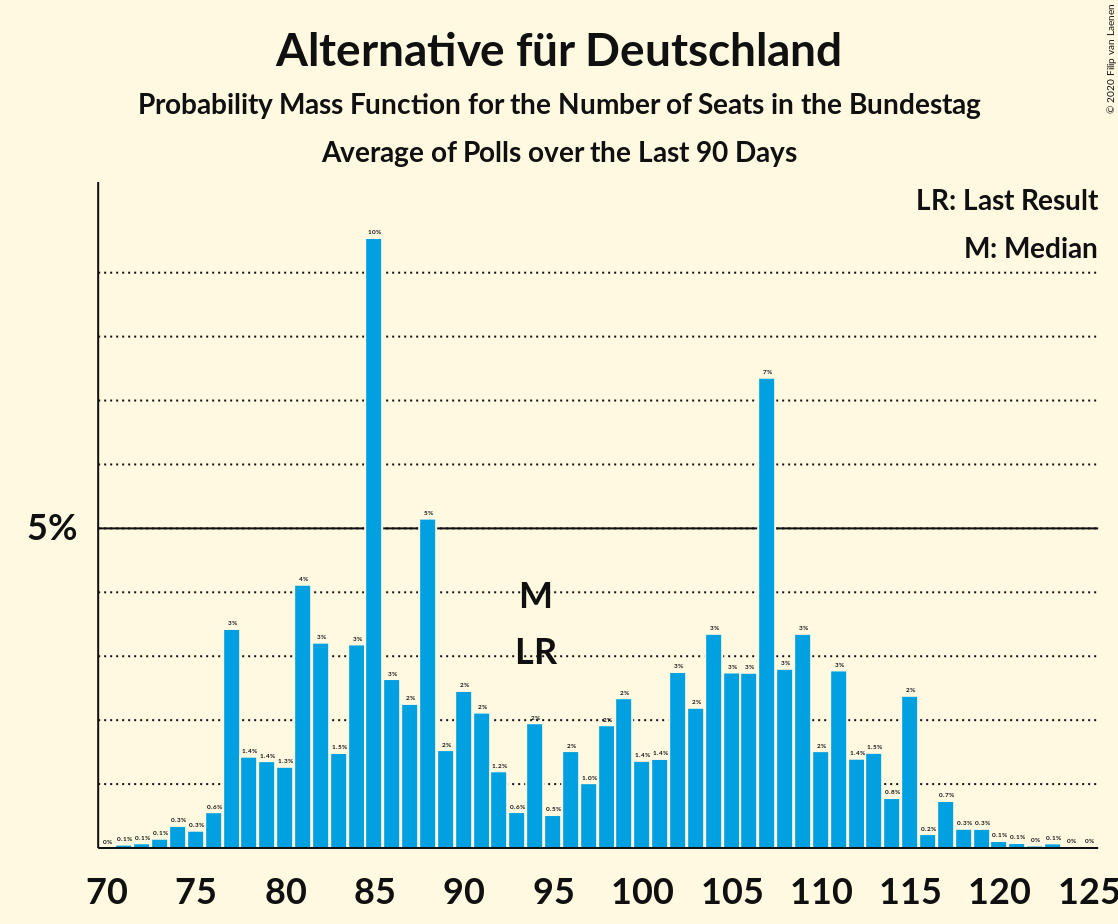 Alternative für Deutschland
Probability Mass Function for the Number of Seats in the Bundestag
Average of Polls over the Last 90 Days
© 2020 Filip van Laenen
LR: Last Result
M: Median
5%
M
LR
0% 0.1% 0.1% 0.1% 0.3% 0.3% 0.6% 3% 1.4% 1.4% 1.3% 4% 3% 1.5% 3% 10% 3% 2% 5% 2% 2% 2% 1.2% 0.6% 2% 0.5% 2% 1.0% 2% 2% 1.4% 1.4% 3% 2% 3% 3% 3% 7% 3% 3% 2% 3% 1.4% 1.5% 0.8% 2% 0.2% 0.7% 0.3% 0.3% 0.1% 0.1% 0% 0.1% 0% 0%
70 75 80 85 90 95 100 105 110 115 120 125